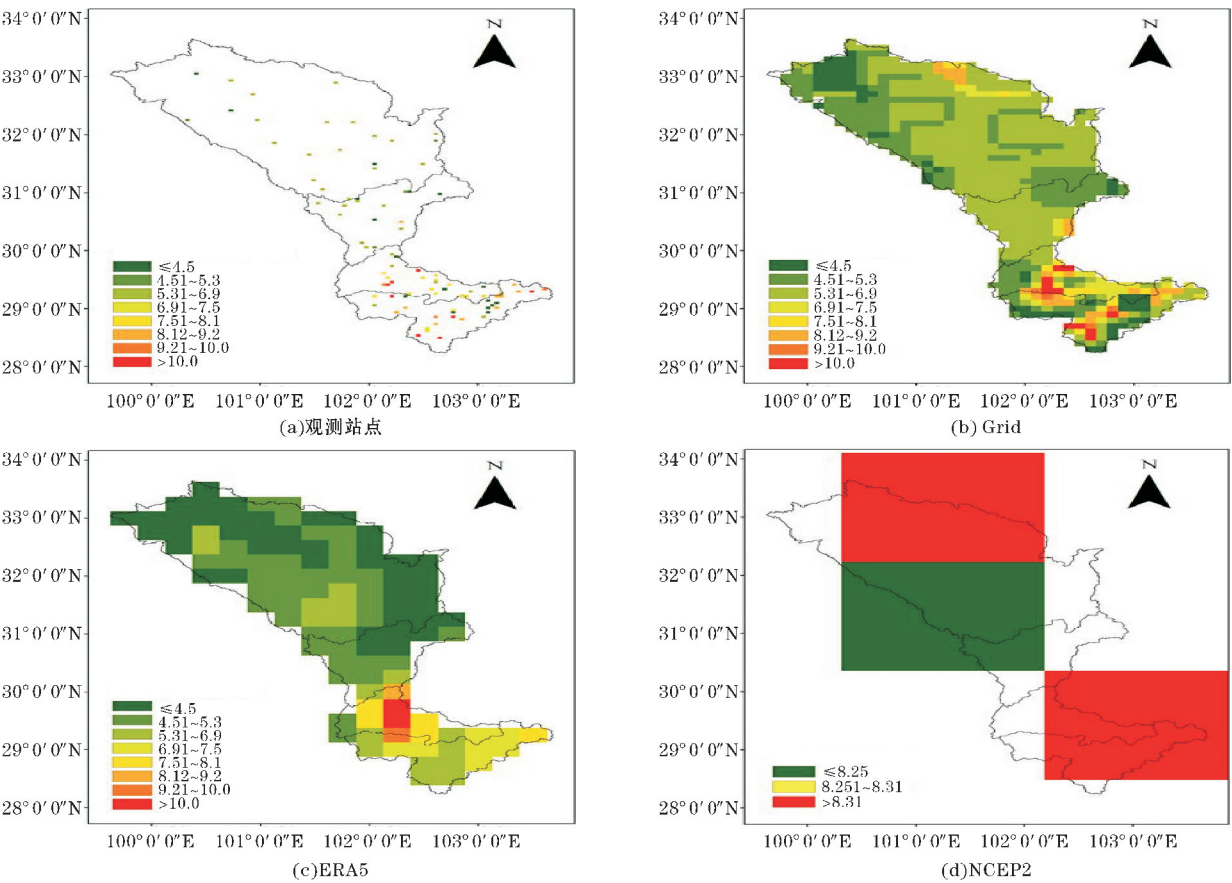 N
34° 0′ 0″N
33° 0′ 0″N
32° 0′ 0″N
31° 0′ 0″N
30° 0′ 0″N
29° 0′ 0″N
28° 0′ 0″N
≤4.5
4.51~5.3
5.31~6.9
6.91~7.5
7.51~8.1
8.12~9.2
9.21~10.0
>10.0
100°0′0″E
101°0′0″E
102°0′0″E
103°0′0″E
(a)观测站点
N
34° 0′ 0″N
33° 0′ 0″N
32° 0′ 0″N
31° 0′ 0″N
30° 0′ 0″N
29° 0′ 0″N
28° 0′ 0″N
≤4.5
4.51~5.3
5.31~6.9
6.91~7.5
7.51~8.1
8.12~9.2
9.21~10.0
>10.0
100°0′0″E
101°0′0″E
102°0′0″E
103°0′0″E
(b) Grid
N
34° 0′ 0″N
33° 0′ 0″N
32° 0′ 0″N
31° 0′ 0″N
30° 0′ 0″N
29° 0′ 0″N
28° 0′ 0″N
≤4.5
4.51~5.3
5.31~6.9
6.91~7.5
7.51~8.1
8.12~9.2
9.21~10.0
>10.0
100°0′0″E
101°0′0″E
102°0′0″E
103°0′0″E
(c)ERA5
N
34° 0′ 0″N
33° 0′ 0″N
32° 0′ 0″N
31° 0′ 0″N
30° 0′ 0″N
29° 0′ 0″N
28° 0′ 0″N
≤8.25
8.251~8.31
>8.31
100°0′0″E
101°0′0″E
102°0′0″E
103°0′0″E
(d)NCEP2